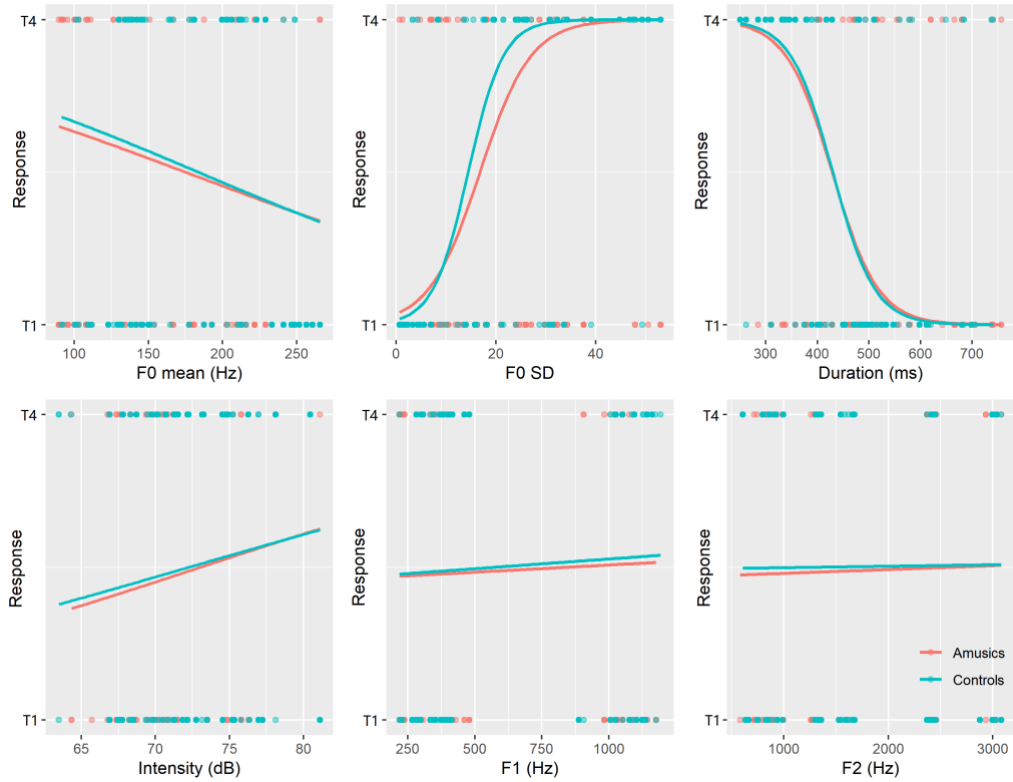 T4
Response
T1
100 150 200 250
F0 mean (Hz)
T4
Response
T1
0 20 40
F0 SD
T4
Response
T1
300 400 500 600 700
Duration (ms)
T4
Response
T1
65 70 75 80
Intensity (dB)
T4
Response
T1
250 500 750 1000
F1 (Hz)
T4
Response
Amusics
Controls
T1
1000 2000 3000
F2 (Hz)